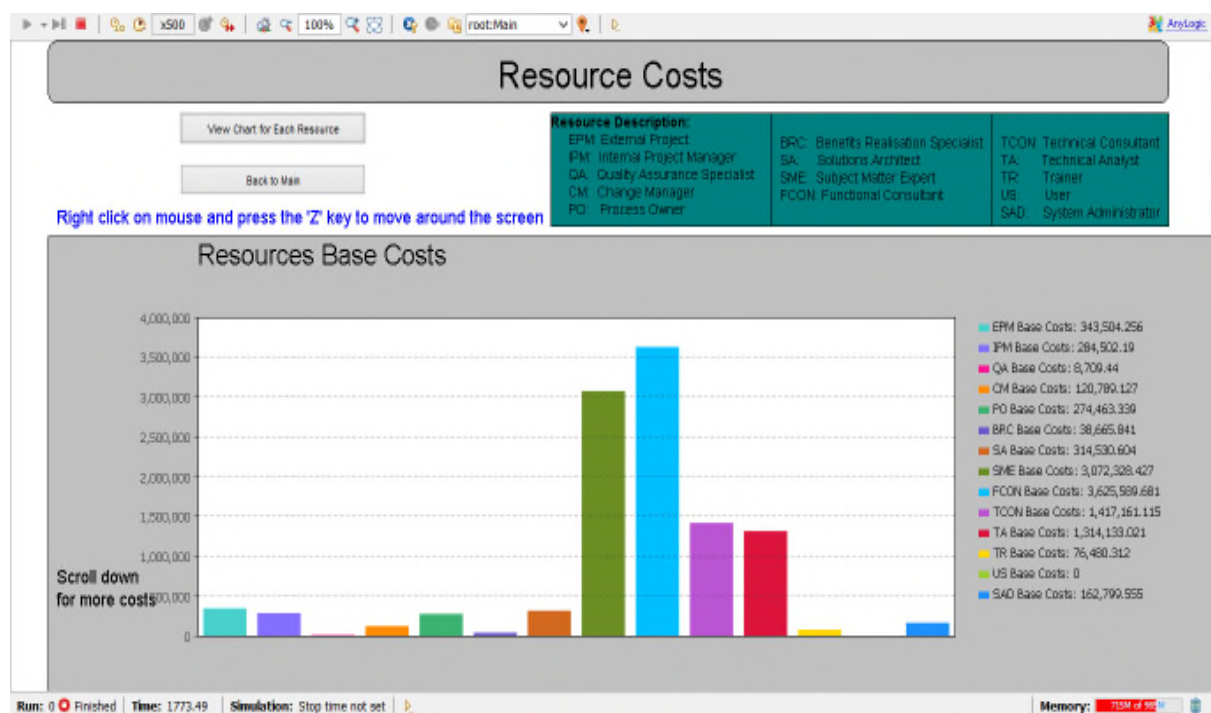 x500
100%
root:Main
AnyLogic
Resource Costs
View Chart for Each Resource
Back to Main
Right click on mouse and press the 'Z' key to move around the screen
Resource Description:
EPM: External Project
IPM: Internal Project Manager
QA: Quality Assurance Specialist
CM: Change Manager
PO: Process Owner
BRC: Benefits Realisation Specialist
SA: Solutions Architect
SME: Subject Matter Expert
FCON: Functional Consultant
TCON: Technical Consultant
TA: Technical Analyst
TR: Trainer
US: User
SAD: System Administrator
Resources Base Costs
4,000,000
3,500,000
3,000,000
2,500,000
2,000,000
1,500,000
1,000,000
500,000
0
Scroll down
for more costs
EPM Base Costs: 343,504.256
IPM Base Costs: 284,502.19
QA Base Costs: 8,709.44
CM Base Costs: 120,789.127
PO Base Costs: 274,463.339
BRC Base Costs: 38,665.841
SA Base Costs: 314,530.604
SME Base Costs: 3,072,328.427
FCON Base Costs: 3,625,589.681
TCON Base Costs: 1,417,161.115
TA Base Costs: 1,314,133.021
TR Base Costs: 76,480.312
US Base Costs: 0
SAD Base Costs: 162,799.555
Run: 0 Finished Time: 1773.49 Simulation: Stop time not set
Memory: 715M of